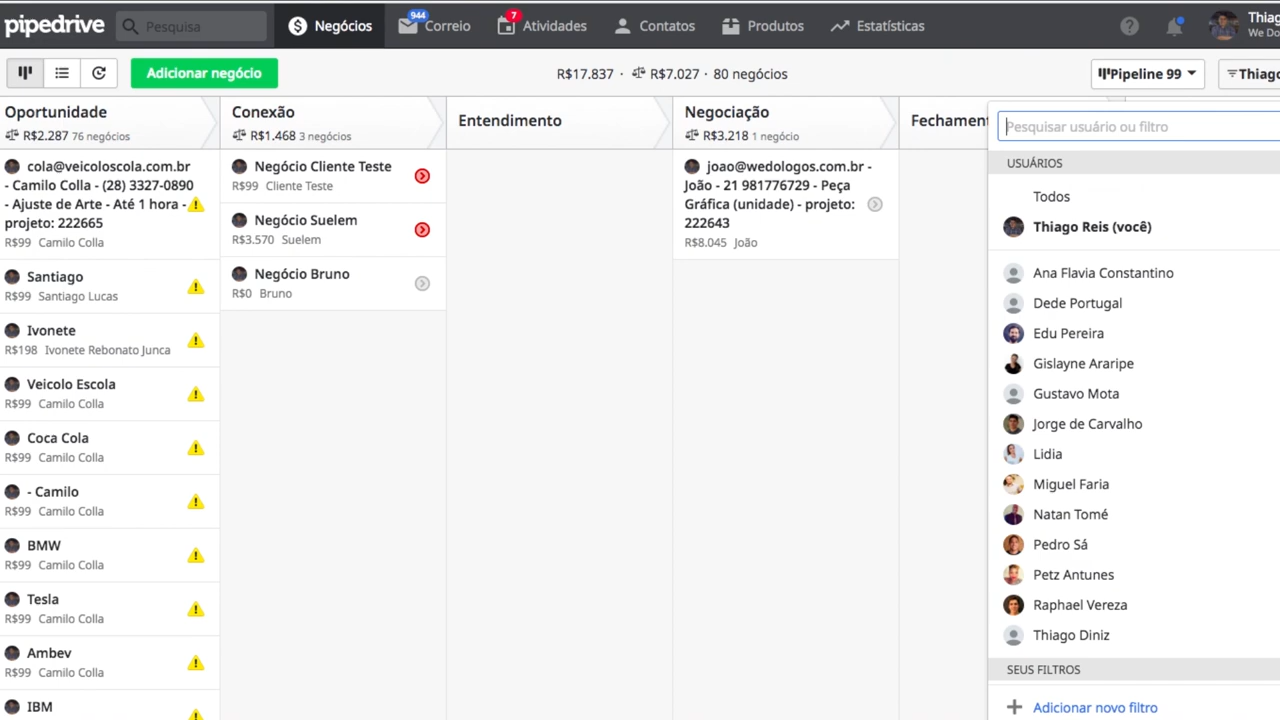 pipedrive
Pesquisa
Negócios
944
Correio
7
Atividades
Contatos
Produtos
Estatísticas
?
Thiag
We Do
Adicionar negócio
R$17.837 · R$7.027 · 80 negócios
Pipeline 99
Thiago
Oportunidade
R$2.287 76 negócios
Conexão
R$1.468 3 negócios
Entendimento
Negociação
R$3.218 1 negócio
Fechament
cola@veicoloscola.com.br
- Camilo Colla - (28) 3327-0890
- Ajuste de Arte - Até 1 hora -
projeto: 222665
R$99 Camilo Colla
Santiago
R$99 Santiago Lucas
Ivonete
R$198 Ivonete Rebonato Junca
Veicolo Escola
R$99 Camilo Colla
Coca Cola
R$99 Camilo Colla
- Camilo
R$99 Camilo Colla
BMW
R$99 Camilo Colla
Tesla
R$99 Camilo Colla
Ambev
R$99 Camilo Colla
IBM
Negócio Cliente Teste
R$99 Cliente Teste
Negócio Suelem
R$3.570 Suelem
Negócio Bruno
R$0 Bruno
joao@wedologos.com.br -
João - 21 981776729 - Peça
Gráfica (unidade) - projeto:
222643
R$8.045 João
Pesquisar usuário ou filtro
USUÁRIOS
Todos
Thiago Reis (você)
Ana Flavia Constantino
Dede Portugal
Edu Pereira
Gislayne Araripe
Gustavo Mota
Jorge de Carvalho
Lidia
Miguel Faria
Natan Tomé
Pedro Sá
Petz Antunes
Raphael Vereza
Thiago Diniz
SEUS FILTROS
Adicionar novo filtro